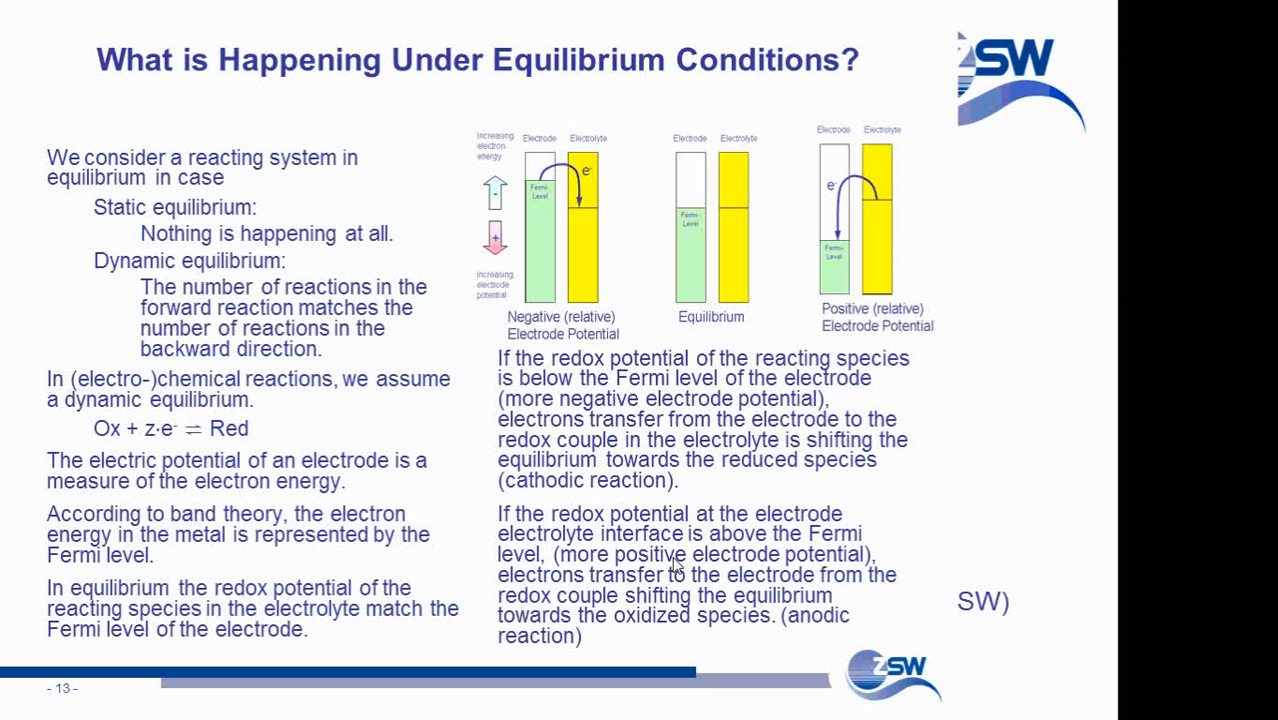 What is Happening Under Equilibrium Conditions?
ZSW
We consider a reacting system in
equilibrium in case
Static equilibrium:
Nothing is happening at all.
Dynamic equilibrium:
The number of reactions in the
forward reaction matches the
number of reactions in the
backward direction.
In (electro-)chemical reactions, we assume
a dynamic equilibrium.
Ox + z·e⁻ ⇌ Red
The electric potential of an electrode is a
measure of the electron energy.
According to band theory, the electron
energy in the metal is represented by the
Fermi level.
In equilibrium the redox potential of the
reacting species in the electrolyte match the
Fermi level of the electrode.
Increasing
electron
energy
-
+
Increasing
electrode
potential
Electrode Electrolyte
e-
Fermi-
Level
Negative (relative)
Electrode Potential
Electrode Electrolyte
Fermi-
Level
Equilibrium
Electrode Electrolyte
e-
Fermi-
Level
Positive (relative)
Electrode Potential
If the redox potential of the reacting species
is below the Fermi level of the electrode
(more negative electrode potential),
electrons transfer from the electrode to the
redox couple in the electrolyte is shifting the
equilibrium towards the reduced species
(cathodic reaction).
If the redox potential at the electrode
electrolyte interface is above the Fermi
level, (more positive electrode potential),
electrons transfer to the electrode from the
redox couple shifting the equilibrium
towards the oxidized species. (anodic
reaction)
SW)
ZSW
- 13 -